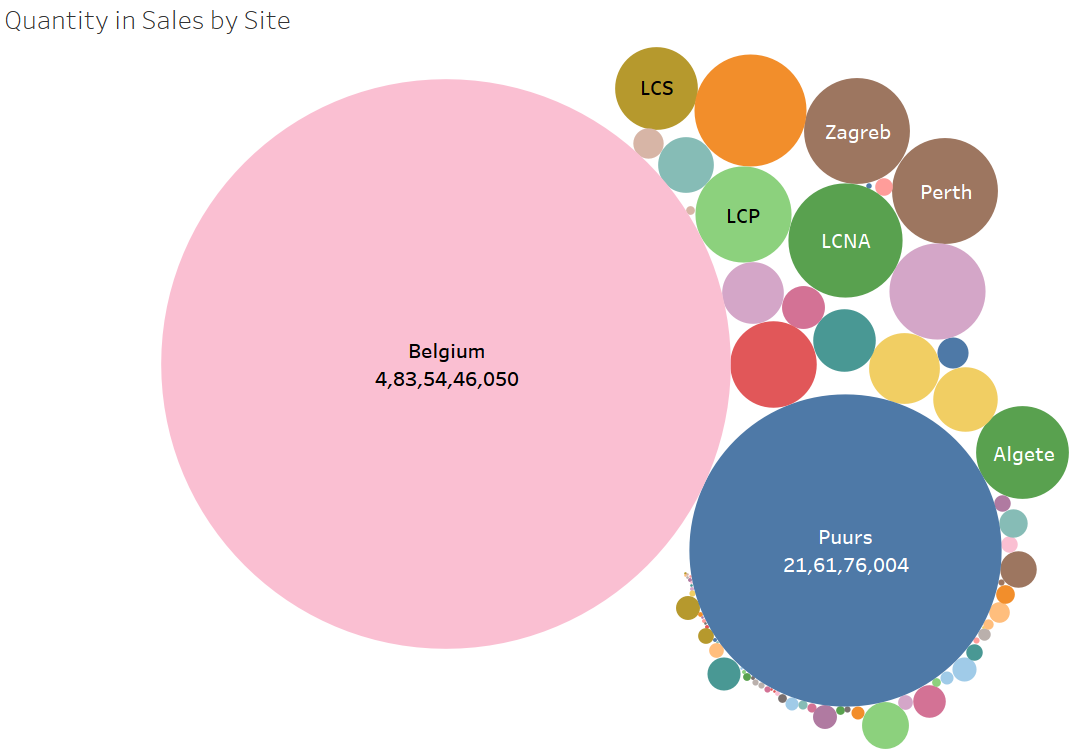 Quantity in Sales by Site
LCS
Zagreb
Perth
LCP
LCNA
Belgium
4,83,54,46,050
Algete
Puurs
21,61,76,004